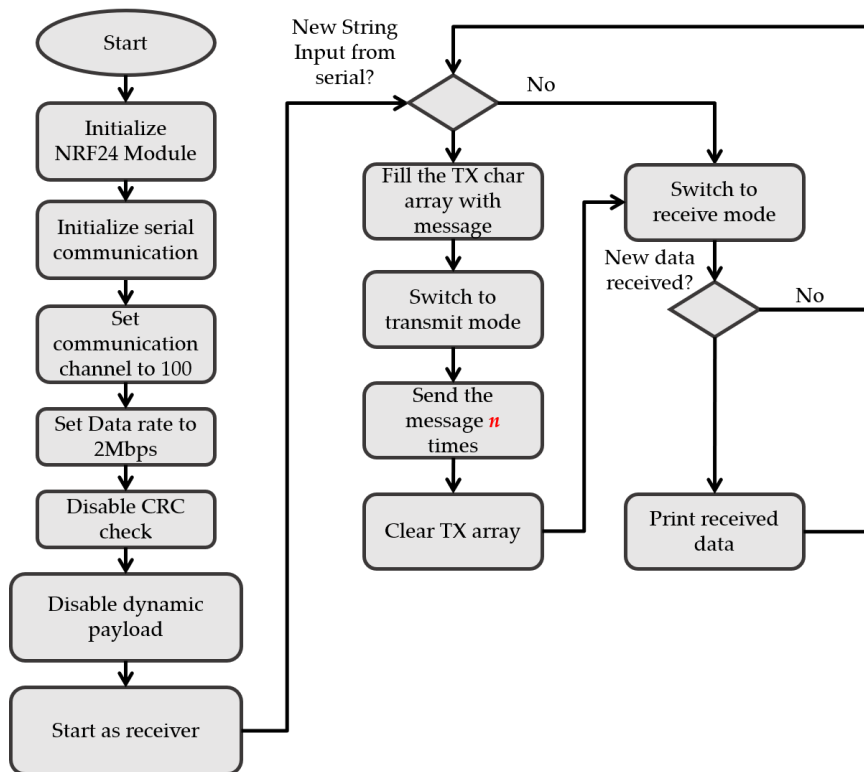 Start
Initialize
NRF24 Module
Initialize serial
communication
Set
communication
channel to 100
Set Data rate to
2Mbps
Disable CRC
check
Disable dynamic
payload
Start as receiver
New String
Input from
serial?
No
Fill the TX char
array with
message
Switch to
transmit mode
Send the
message n
times
Clear TX array
Switch to
receive mode
New data
received?
No
Print received
data